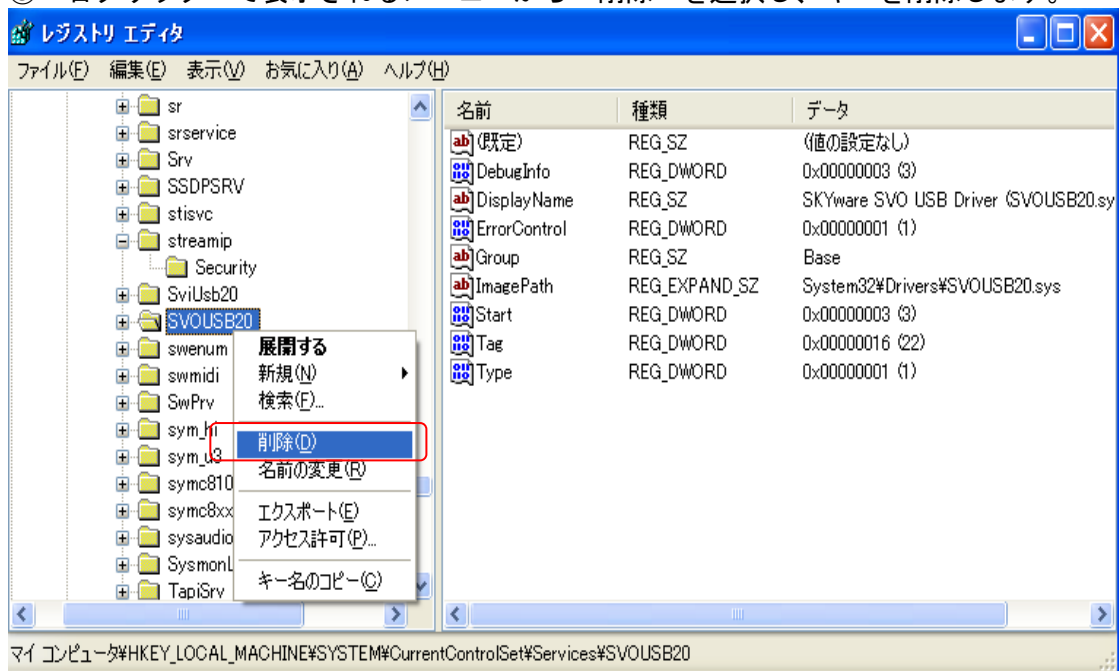 レジストリ エディタ
ファイル(F) 編集(E) 表示(V) お気に入り(A) ヘルプ(H)
sr
srservice
Srv
SSDPSRV
stisvc
streamip
Security
SviUsb20
SVOUSB20
swenum
swmidi
SwPrv
sym_hi
sym_u3
symc810
symc8xx
sysaudio
SysmonL
TapiSrv
展開する
新規(N)
検索(F)...
削除(D)
名前の変更(R)
エクスポート(E)
アクセス許可(P)...
キー名のコピー(C)
名前 種類 データ
(既定) REG_SZ (値の設定なし)
DebugInfo REG_DWORD 0x00000003 (3)
DisplayName REG_SZ SKYware SVO USB Driver (SVOUSB20.sy
ErrorControl REG_DWORD 0x00000001 (1)
Group REG_SZ Base
ImagePath REG_EXPAND_SZ System32¥Drivers¥SVOUSB20.sys
Start REG_DWORD 0x00000003 (3)
Tag REG_DWORD 0x00000016 (22)
Type REG_DWORD 0x00000001 (1)
マイ コンピュータ¥HKEY_LOCAL_MACHINE¥SYSTEM¥CurrentControlSet¥Services¥SVOUSB20